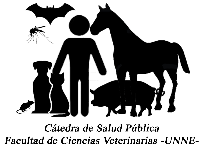 Cátedra de Salud Pública
Facultad de Ciencias Veterinarias -UNNE-